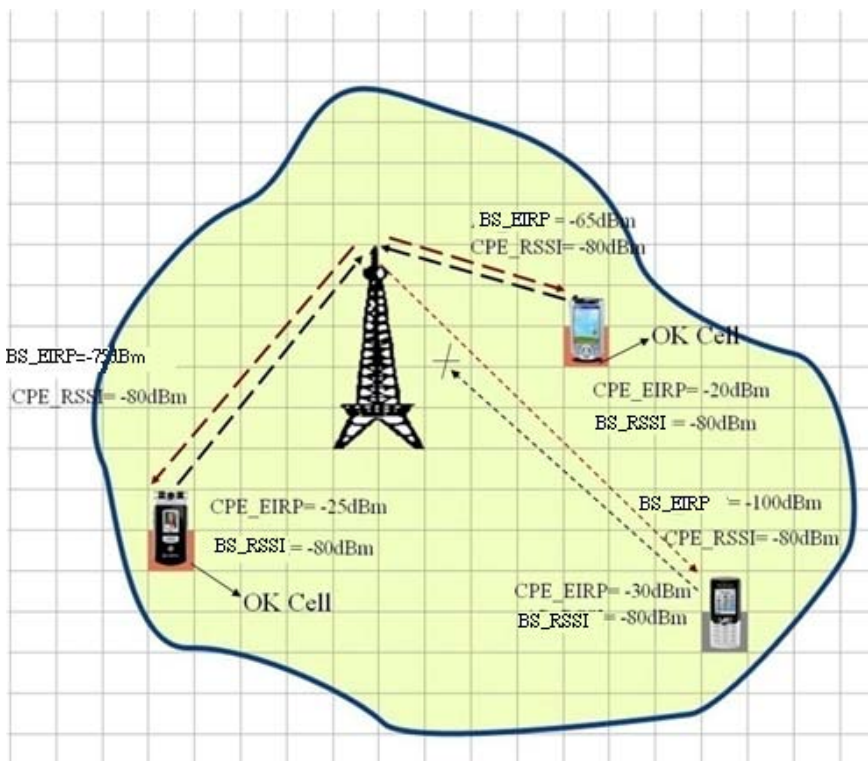 BS_EIRP = -65dBm
CPE_RSSI= -80dBm
OK Cell
BS_EIRP=-75dBm
CPE_RSSI= -80dBm
CPE_EIRP= -20dBm
BS_RSSI = -80dBm
CPE_EIRP= -25dBm
BS_RSSI = -80dBm
OK Cell
BS_EIRP = -100dBm
CPE_RSSI= -80dBm
CPE_EIRP= -30dBm
BS_RSSI = -80dBm